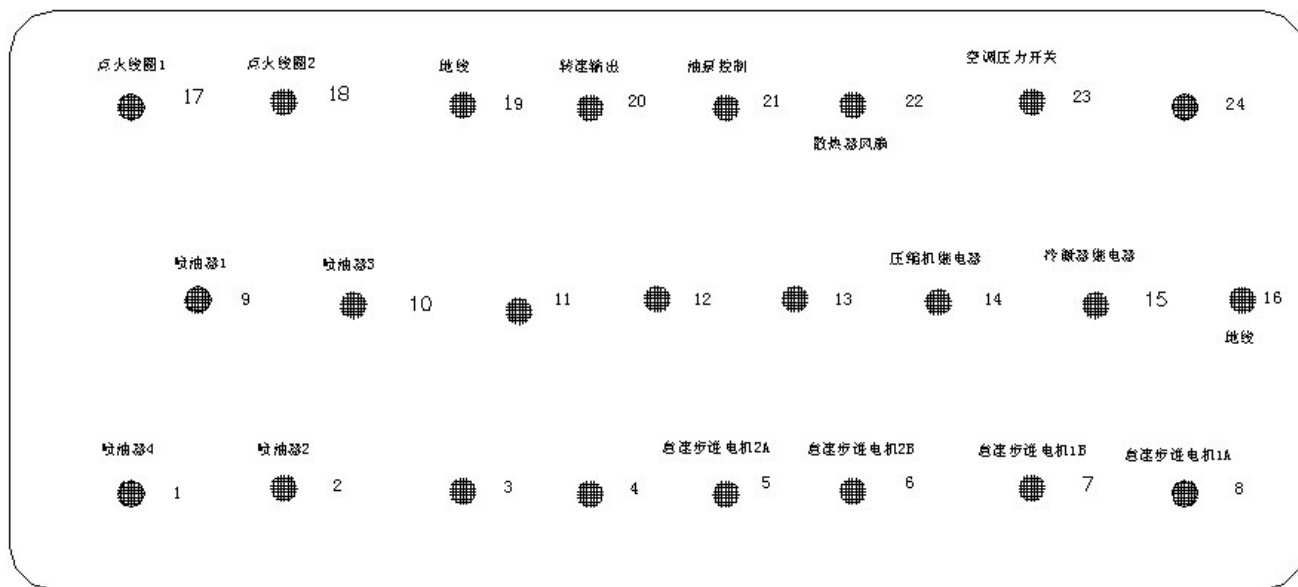 点火线圈1 点火线圈2 地线 转速输出 油泵控制 空调压力开关
17 18 19 20 21 22 23 24
散热器风扇
喷油器1 喷油器3 压缩机继电器 冷凝器继电器
9 10 11 12 13 14 15 16
地线
喷油器4 喷油器2 怠速步进电机2A 怠速步进电机2B 怠速步进电机1B 怠速步进电机1A
1 2 3 4 5 6 7 8